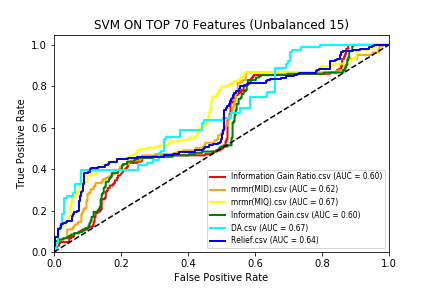 SVM ON TOP 70 Features (Unbalanced 15)
True Positive Rate
1.0
0.8
0.6
0.4
0.2
0.0
Information Gain Ratio.csv (AUC = 0.60)
mrmr(MID).csv (AUC = 0.62)
mrmr(MIQ).csv (AUC = 0.67)
Information Gain.csv (AUC = 0.60)
DA.csv (AUC = 0.67)
Relief.csv (AUC = 0.64)
0.0 0.2 0.4 0.6 0.8 1.0
False Positive Rate